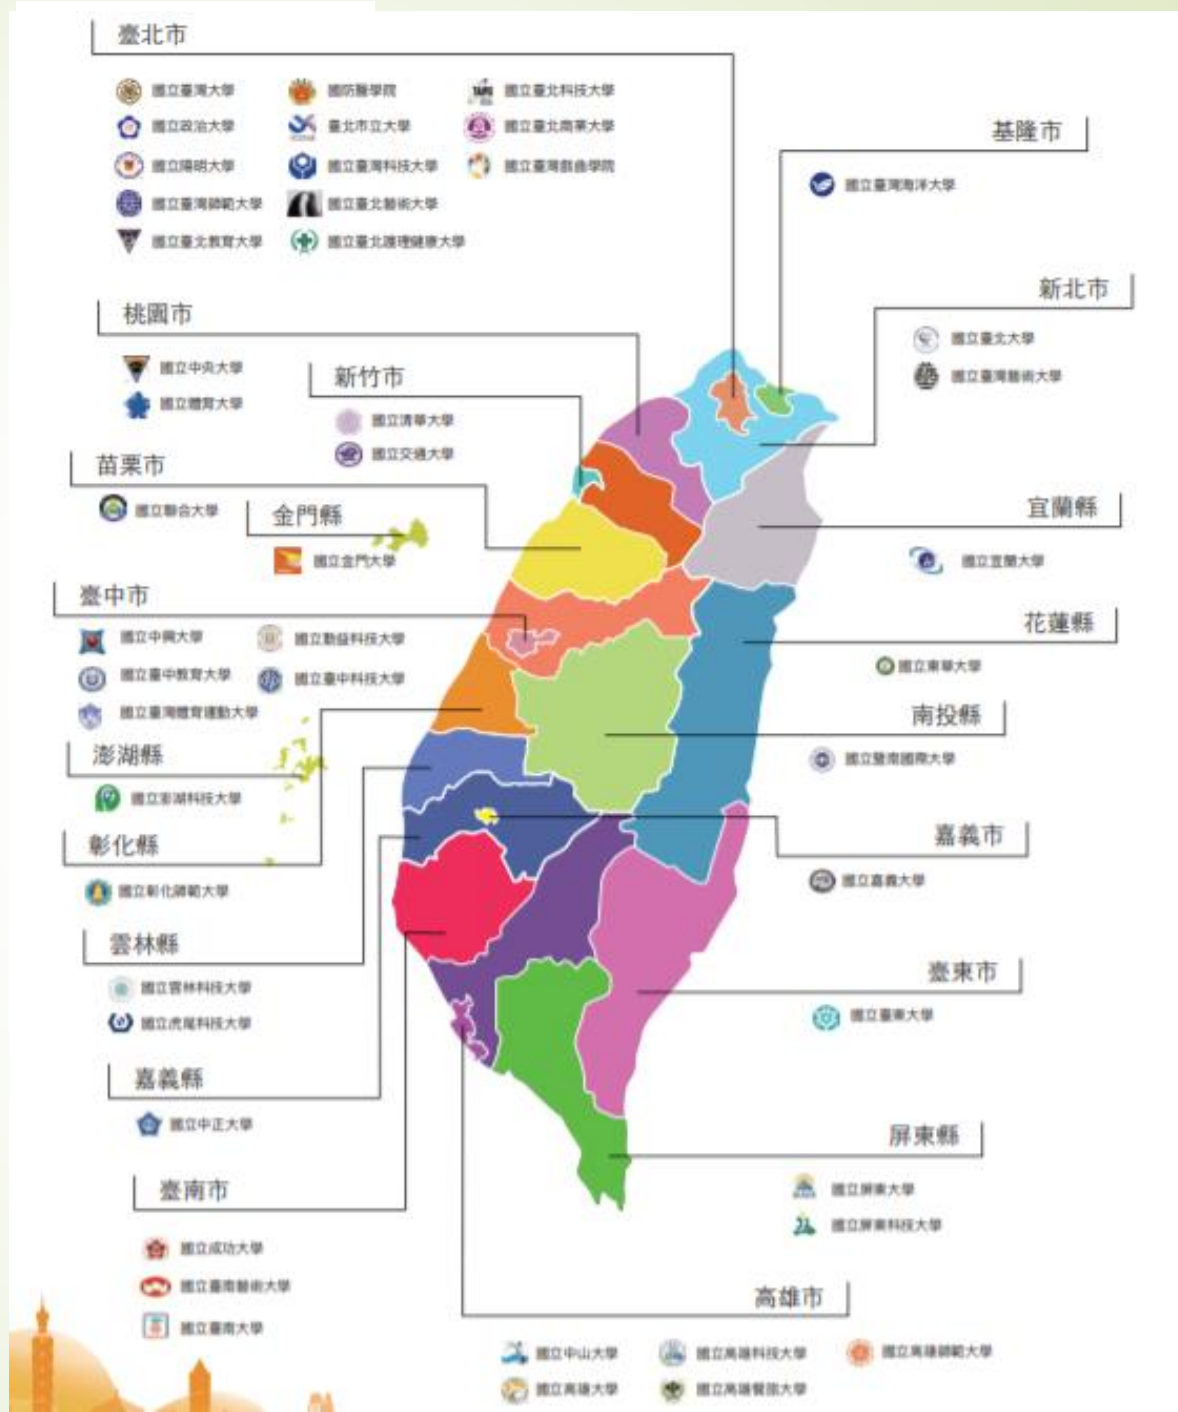 臺北市
國立臺灣大學
國立政治大學
國立陽明大學
國立臺灣師範大學
國立臺北教育大學
國防醫學院
臺北市立大學
國立臺灣科技大學
國立臺北藝術大學
國立臺北護理健康大學
國立臺北科技大學
國立臺北商業大學
國立臺灣戲曲學院
基隆市
國立臺灣海洋大學
新北市
國立臺北大學
國立臺灣藝術大學
桃園市
國立中央大學
國立體育大學
新竹市
國立清華大學
國立交通大學
苗栗市
國立聯合大學
金門縣
國立金門大學
宜蘭縣
國立宜蘭大學
臺中市
國立中興大學
國立臺中教育大學
國立臺灣體育運動大學
國立勤益科技大學
國立臺中科技大學
花蓮縣
國立東華大學
南投縣
國立暨南國際大學
澎湖縣
國立澎湖科技大學
彰化縣
國立彰化師範大學
嘉義市
國立嘉義大學
雲林縣
國立雲林科技大學
國立虎尾科技大學
臺東市
國立臺東大學
嘉義縣
國立中正大學
屏東縣
國立屏東大學
國立屏東科技大學
臺南市
國立成功大學
國立臺南藝術大學
國立臺南大學
高雄市
國立中山大學
國立高雄大學
國立高雄科技大學
國立高雄餐旅大學
國立高雄師範大學